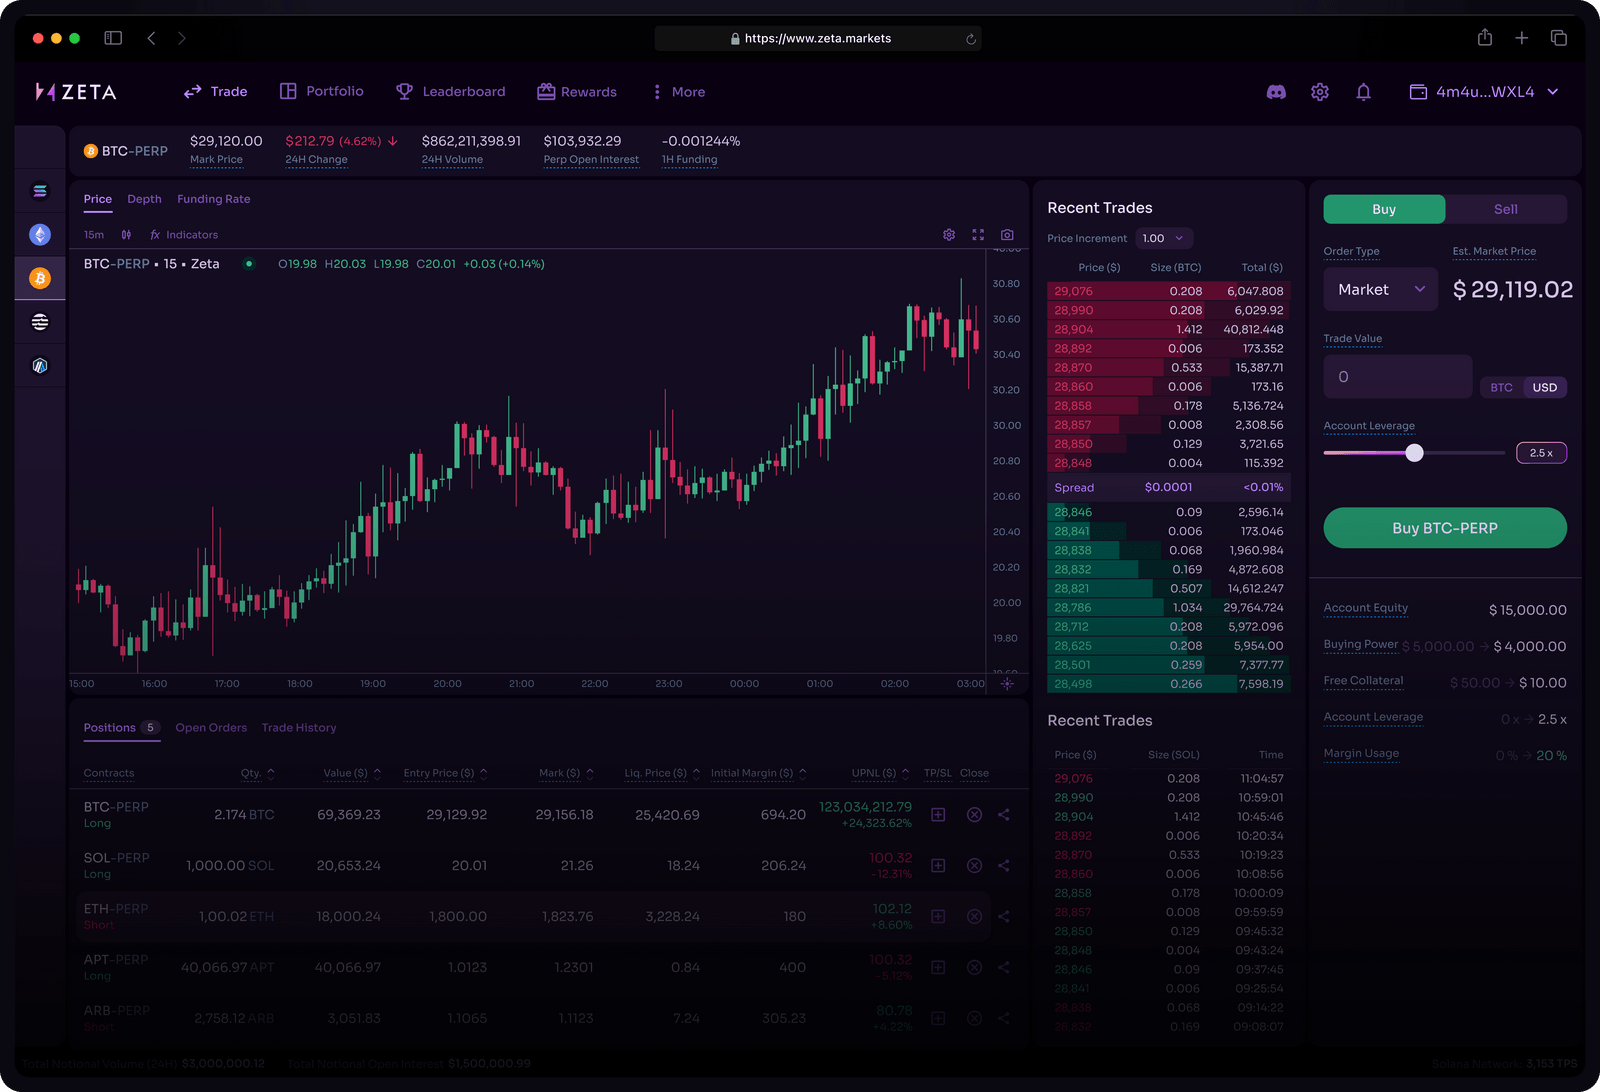 https://www.zeta.markets
ZETA
Trade
Portfolio
Leaderboard
Rewards
More
4m4u...WXL4
BTC-PERP
$29,120.00
Mark Price
$212.79 (4.62%)
24H Change
$862,211,398.91
24H Volume
$103,932.29
Perp Open Interest
-0.001244%
1H Funding
Price Depth Funding Rate
15m fx Indicators
BTC-PERP • 15 • Zeta O19.98 H20.03 L19.98 C20.01 +0.03 (+0.14%)
30.80
30.60
30.40
30.20
30.00
20.80
20.60
20.40
20.20
20.00
19.80
15:00 16:00 17:00 18:00 19:00 20:00 21:00 22:00 23:00 00:00 01:00 02:00 03:00
Recent Trades
Price Increment 1.00
Price ($) Size (BTC) Total ($)
29,076 0.208 6,047.808
28,990 0.208 6,029.92
28,904 1.412 40,812.448
28,892 0.006 173.352
28,870 0.533 15,387.71
28,860 0.006 173.16
28,858 0.178 5,136.724
28,857 0.008 2,308.56
28,850 0.129 3,721.65
28,848 0.004 115.392
Spread $0.0001 <0.01%
28,846 0.09 2,596.14
28,841 0.006 173.046
28,838 0.068 1,960.984
28,832 0.169 4,872.608
28,821 0.507 14,612.247
28,786 1.034 29,764.724
28,712 0.208 5,972.096
28,625 0.208 5,954.00
28,501 0.259 7,377.77
28,498 0.266 7,598.19
Recent Trades
Price ($) Size (SOL) Time
29,076 0.208 11:04:57
28,990 0.208 10:59:01
28,904 1.412 10:45:46
28,892 0.006 10:20:34
28,870 0.533 10:19:23
28,860 0.006 10:08:56
28,858 0.178 10:00:09
28,857 0.008 09:59:59
28,850 0.129 09:45:32
28,848 0.004 09:43:24
28,846 0.09 09:37:45
28,841 0.006 09:25:54
28,838 0.068 09:14:22
28,832 0.169 09:08:07
Buy Sell
Order Type Est. Market Price
Market $ 29,119.02
Trade Value
0 BTC USD
Account Leverage
2.5 x
Buy BTC-PERP
Account Equity $ 15,000.00
Buying Power $ 5,000.00 → $ 4,000.00
Free Collateral $ 50.00 → $ 10.00
Account Leverage 0 x → 2.5 x
Margin Usage 0 % → 20 %
Positions 5 Open Orders Trade History
Contracts Qty. Value ($) Entry Price ($) Mark ($) Liq. Price ($) Initial Margin ($) UPNL ($) TP/SL Close
BTC-PERP 2.174 BTC 69,369.23 29,129.92 29,156.18 25,420.69 694.20 123,034,212.79
Long +24,323.62%
SOL-PERP 1,000.00 SOL 20,653.24 20.01 21.26 18.24 206.24 100.32
Long -12.31%
ETH-PERP 1,00.02 ETH 18,000.24 1,800.00 1,823.76 3,228.24 180 102.12
Short +8.60%
APT-PERP 40,066.97 APT 40,066.97 1.0123 1.2301 0.84 400 100.32
Long -5.12%
ARB-PERP 2,758.12 ARB 3,051.83 1.1065 1.1123 7.24 305.23 80.78
Short +4.22%
Total Notional Volume (24H) $3,000,000.12 Total Notional Open Interest $1,500,000.99 Solana Network: 3,153 TPS